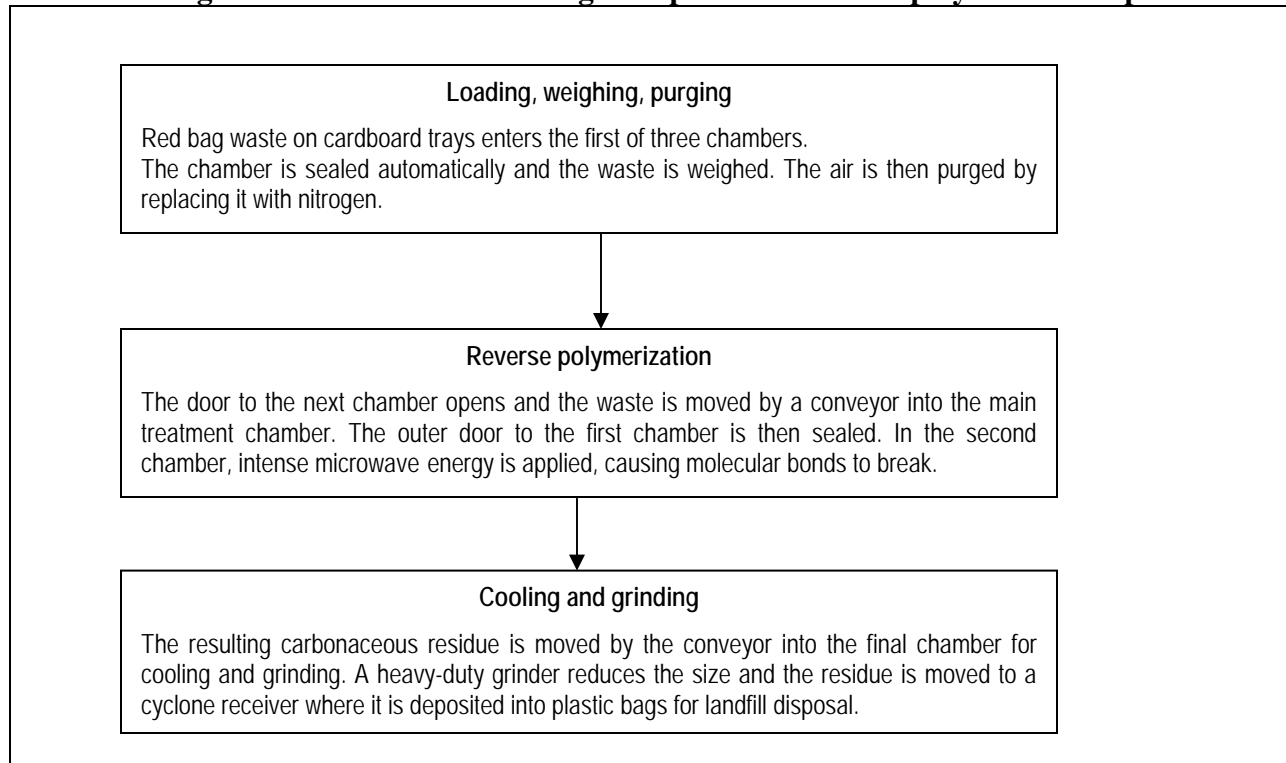 Loading, weighing, purging
Red bag waste on cardboard trays enters the first of three chambers.
The chamber is sealed automatically and the waste is weighed. The air is then purged by
replacing it with nitrogen.
Reverse polymerization
The door to the next chamber opens and the waste is moved by a conveyor into the main
treatment chamber. The outer door to the first chamber is then sealed. In the second
chamber, intense microwave energy is applied, causing molecular bonds to break.
Cooling and grinding
The resulting carbonaceous residue is moved by the conveyor into the final chamber for
cooling and grinding. A heavy-duty grinder reduces the size and the residue is moved to a
cyclone receiver where it is deposited into plastic bags for landfill disposal.